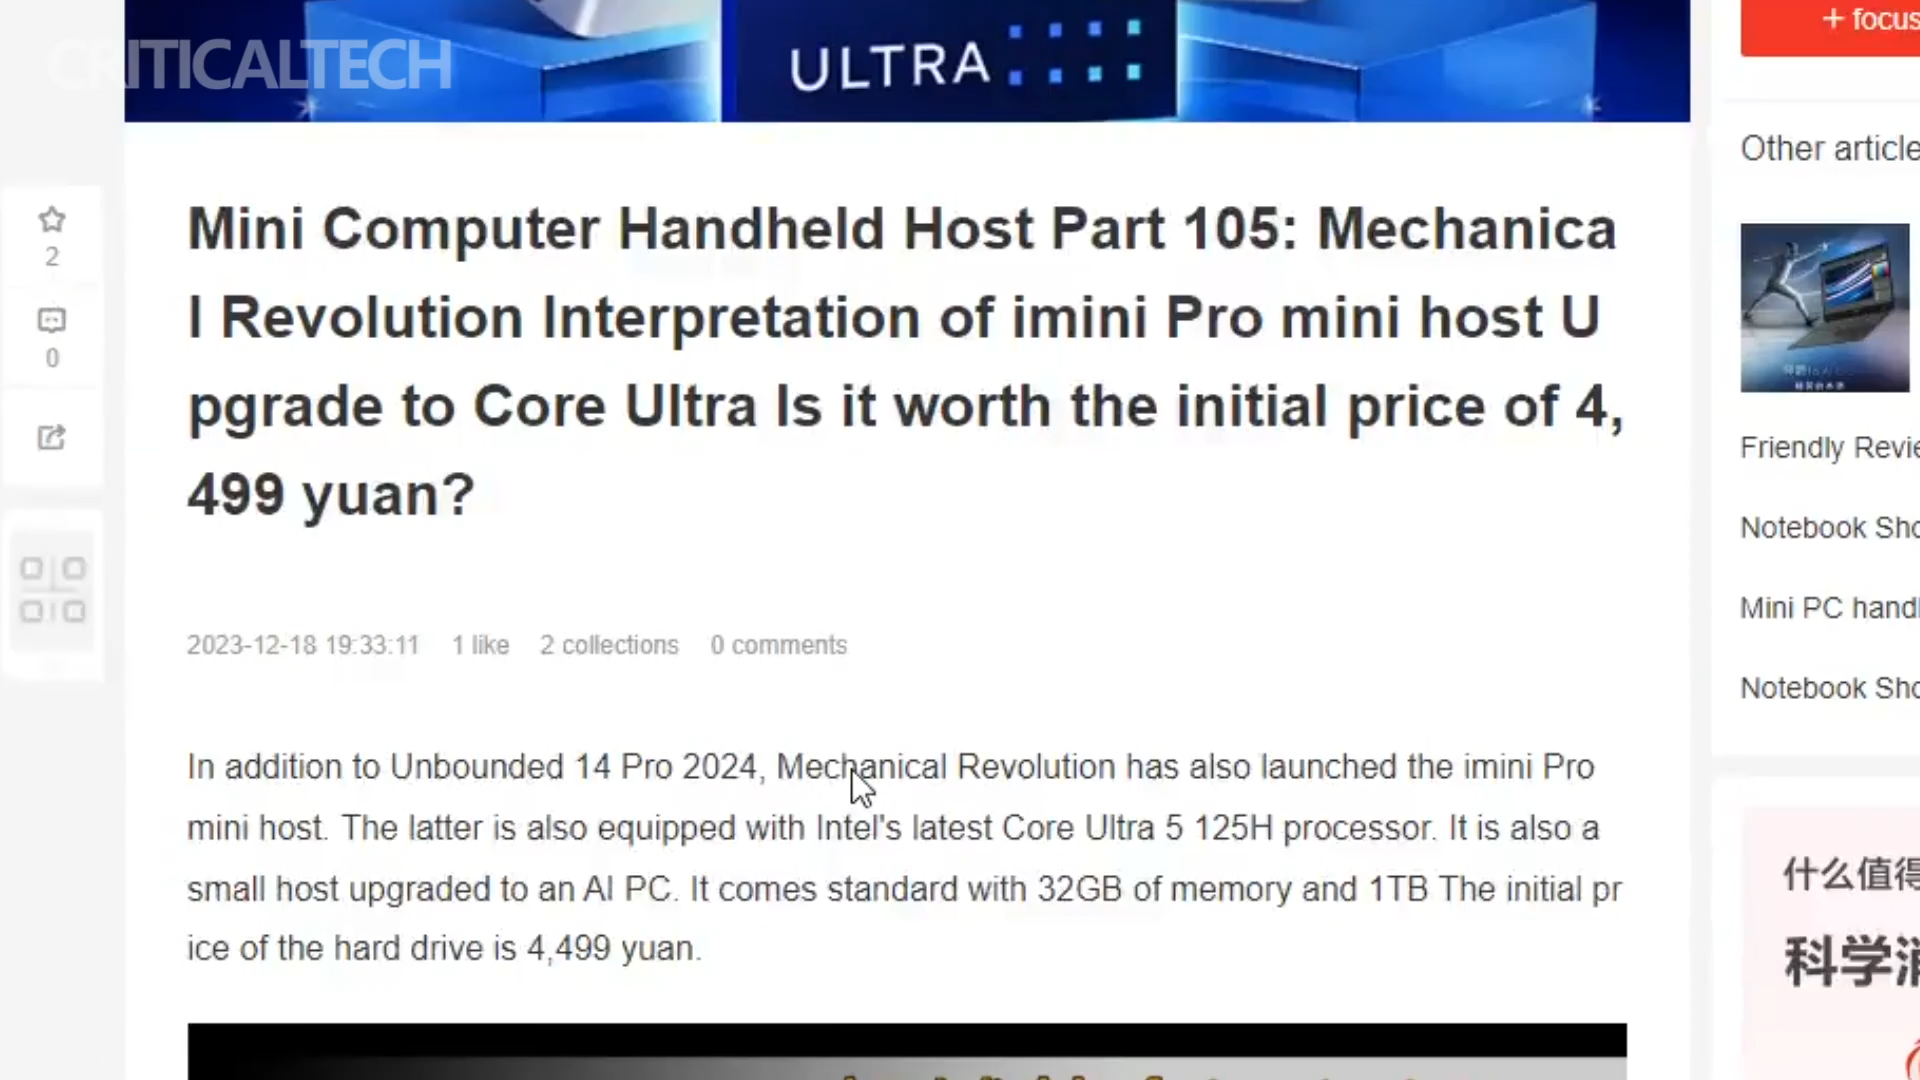 CRITICALTECH
ULTRA
+ focus
Other article
Mini Computer Handheld Host Part 105: Mechanica
l Revolution Interpretation of imini Pro mini host U
pgrade to Core Ultra Is it worth the initial price of 4,
499 yuan?
2
0
2023-12-18 19:33:11 1 like 2 collections 0 comments
Friendly Revie
Notebook Sho
Mini PC handh
Notebook Sho
In addition to Unbounded 14 Pro 2024, Mechanical Revolution has also launched the imini Pro
mini host. The latter is also equipped with Intel's latest Core Ultra 5 125H processor. It is also a
small host upgraded to an AI PC. It comes standard with 32GB of memory and 1TB The initial pr
ice of the hard drive is 4,499 yuan.
什么值得
科学消